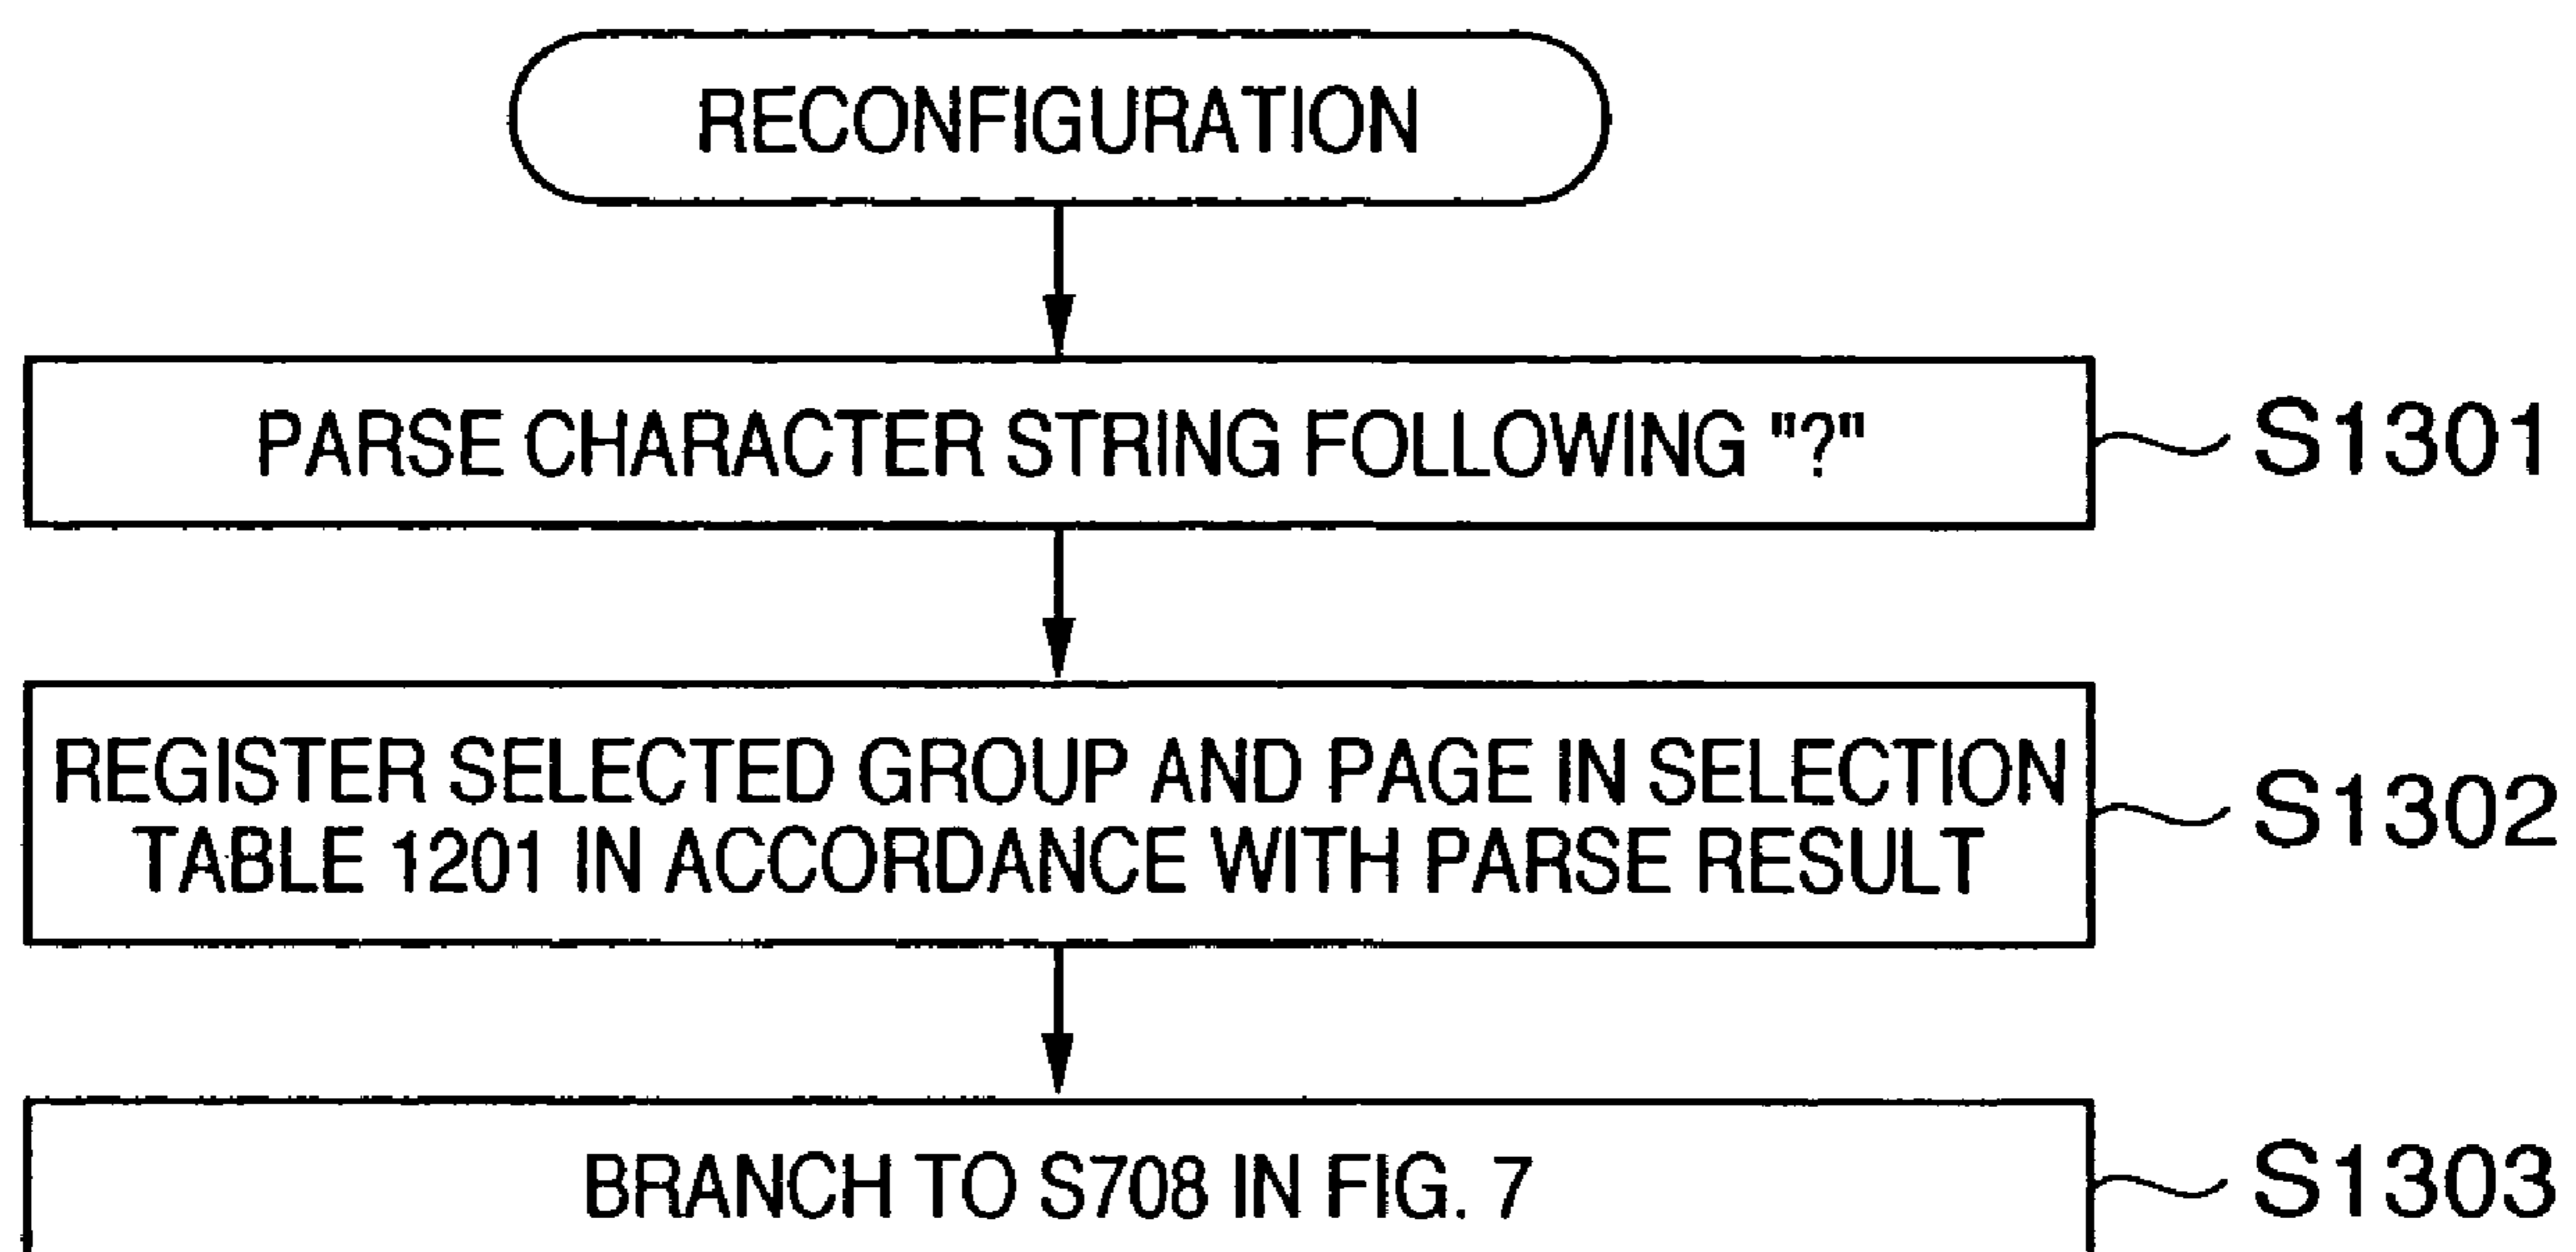 RECONFIGURATION
PARSE CHARACTER STRING FOLLOWING "?"
S1301
REGISTER SELECTED GROUP AND PAGE IN SELECTION
TABLE 1201 IN ACCORDANCE WITH PARSE RESULT
S1302
BRANCH TO S708 IN FIG. 7
S1303